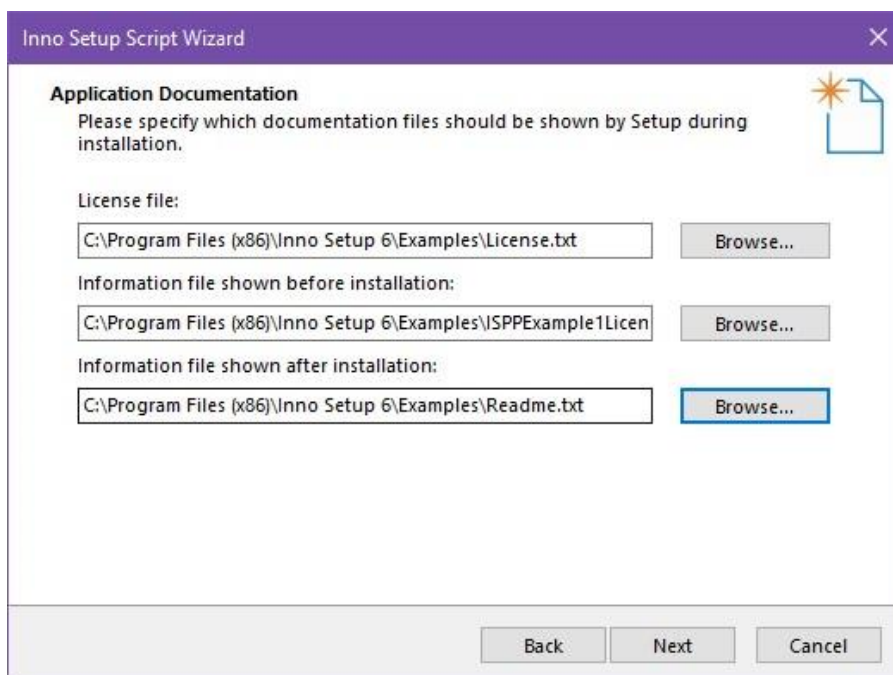 Inno Setup Script Wizard
Application Documentation
Please specify which documentation files should be shown by Setup during
installation.
License file:
C:\Program Files (x86)\Inno Setup 6\Examples\License.txt
Browse...
Information file shown before installation:
C:\Program Files (x86)\Inno Setup 6\Examples\ISPPExample1Licen
Browse...
Information file shown after installation:
C:\Program Files (x86)\Inno Setup 6\Examples\Readme.txt
Browse...
Back Next Cancel